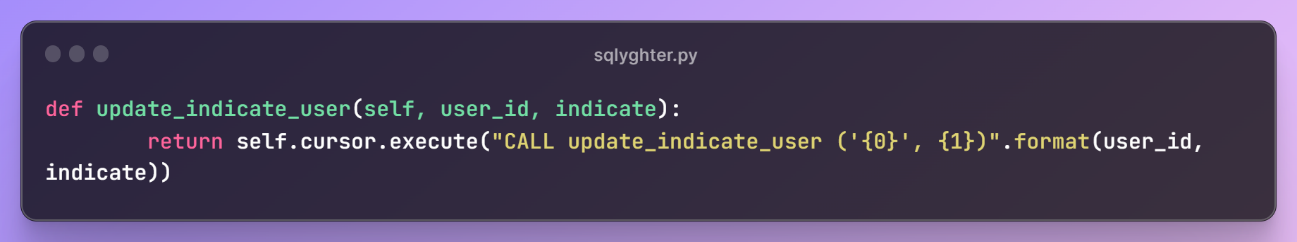 sqlyghter.py
def update_indicate_user(self, user_id, indicate):
        return self.cursor.execute("CALL update_indicate_user ('{0}', {1})".format(user_id,
indicate))